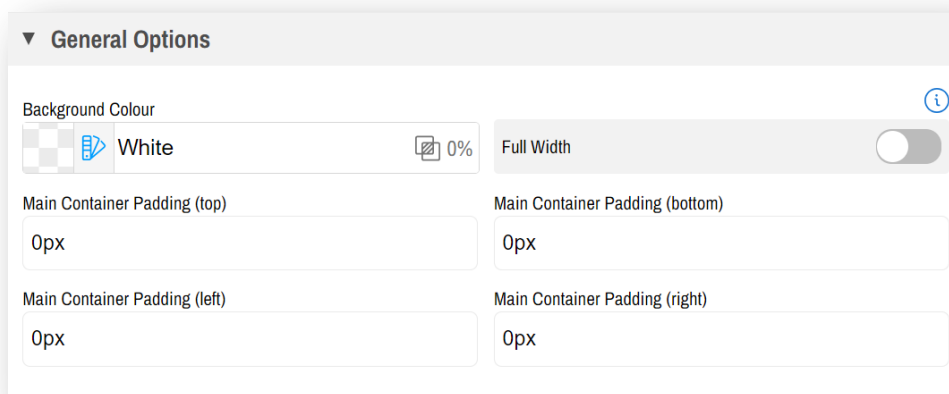 General Options
Background Colour
White 0%
Full Width
Main Container Padding (top)
Main Container Padding (bottom)
0px
0px
Main Container Padding (left)
Main Container Padding (right)
0px
0px